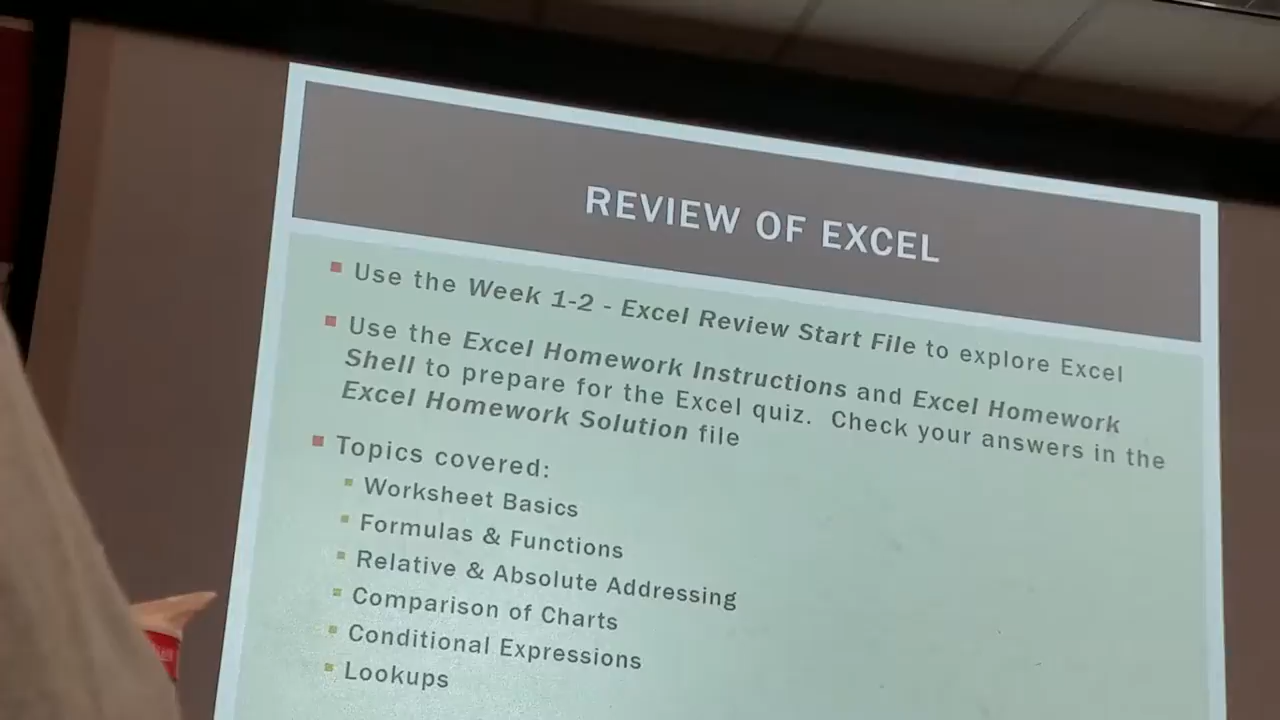 REVIEW OF EXCEL
Use the Week 1-2 - Excel Review Start File to explore Excel
Use the Excel Homework Instructions and Excel Homework
Shell to prepare for the Excel quiz. Check your answers in the
Excel Homework Solution file
Topics covered:
Worksheet Basics
Formulas & Functions
Relative & Absolute Addressing
Comparison of Charts
Conditional Expressions
Lookups